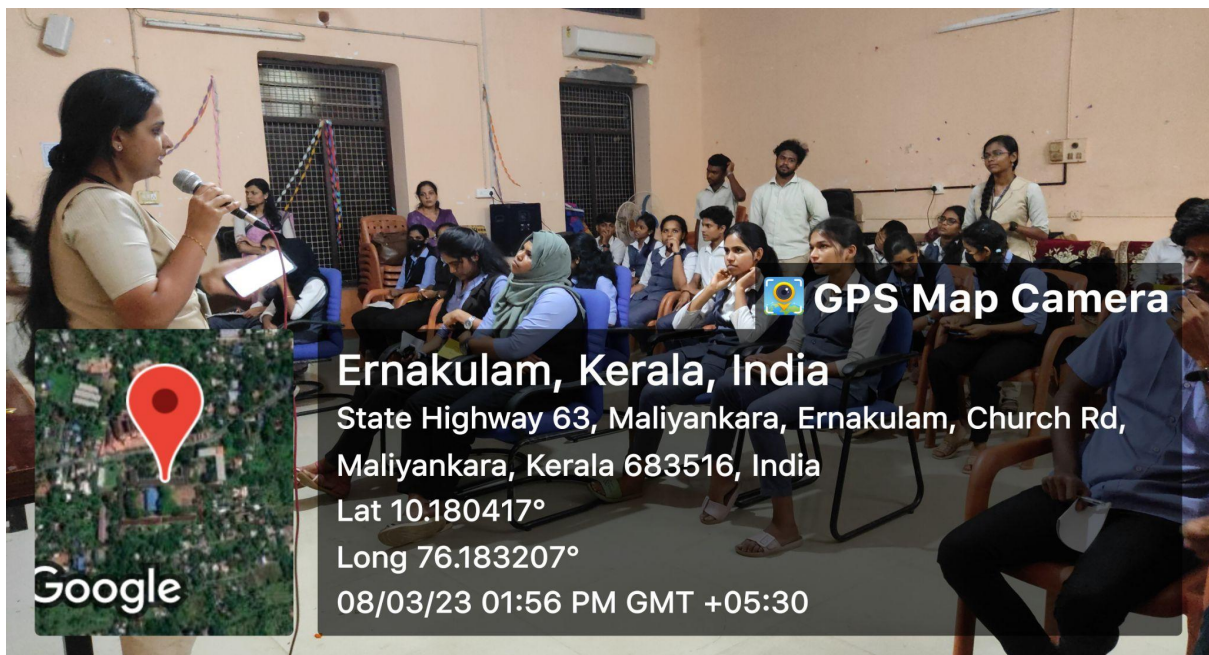 GPS Map Camera
Ernakulam, Kerala, India
State Highway 63, Maliyankara, Ernakulam, Church Rd,
Maliyankara, Kerala 683516, India
Lat 10.180417°
Long 76.183207°
08/03/23 01:56 PM GMT +05:30
Google